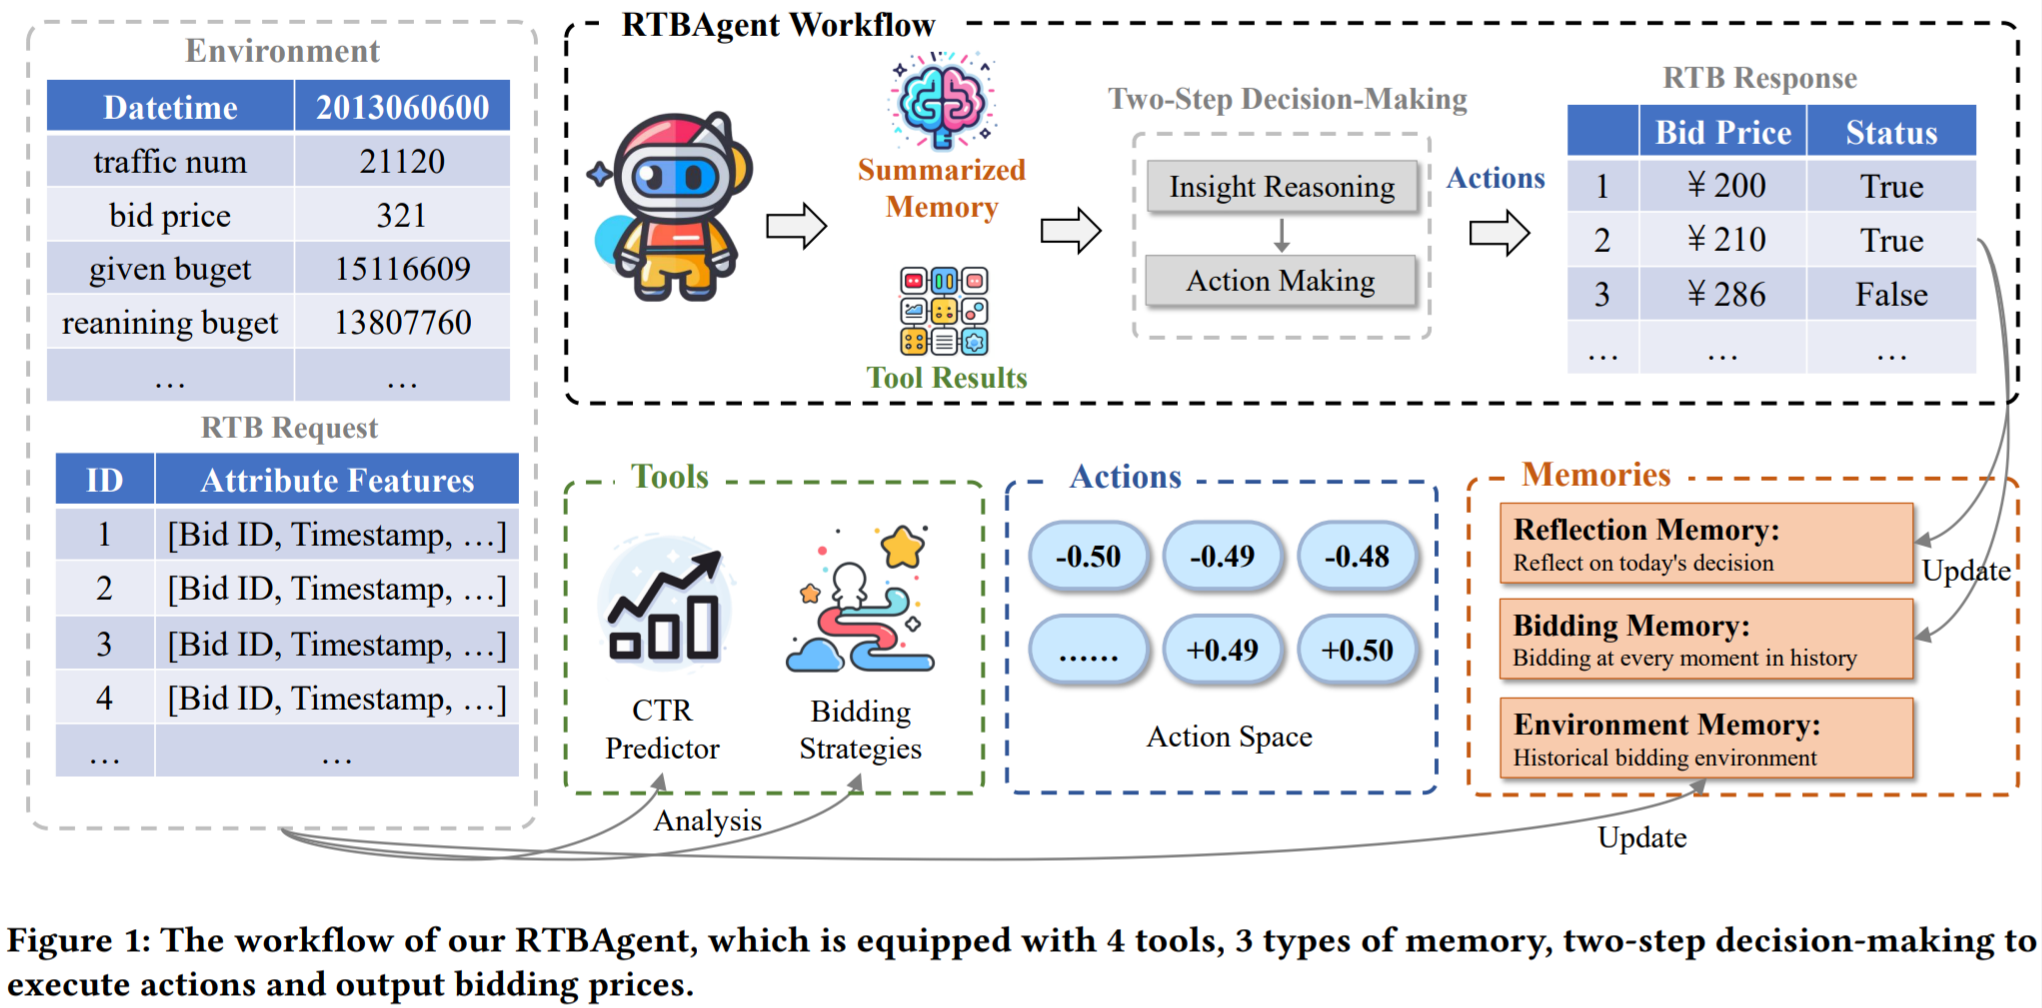 Environment
Datetime 2013060600
traffic num 21120
bid price 321
given buget 15116609
reanining buget 13807760
... ...
RTB Request
ID Attribute Features
1 [Bid ID, Timestamp, ...]
2 [Bid ID, Timestamp, ...]
3 [Bid ID, Timestamp, ...]
4 [Bid ID, Timestamp, ...]
... ...
RTBAgent Workflow
Summarized
Memory
Tool Results
Two-Step Decision-Making
Insight Reasoning
Action Making
Actions
RTB Response
Bid Price Status
1 ¥ 200 True
2 ¥ 210 True
3 ¥ 286 False
... ... ...
Tools
CTR
Predictor
Bidding
Strategies
Analysis
Actions
-0.50 -0.49 -0.48
...... +0.49 +0.50
Action Space
Memories
Reflection Memory:
Reflect on today's decision
Update
Bidding Memory:
Bidding at every moment in history
Environment Memory:
Historical bidding environment
Update
Figure 1: The workflow of our RTBAgent, which is equipped with 4 tools, 3 types of memory, two-step decision-making to
execute actions and output bidding prices.